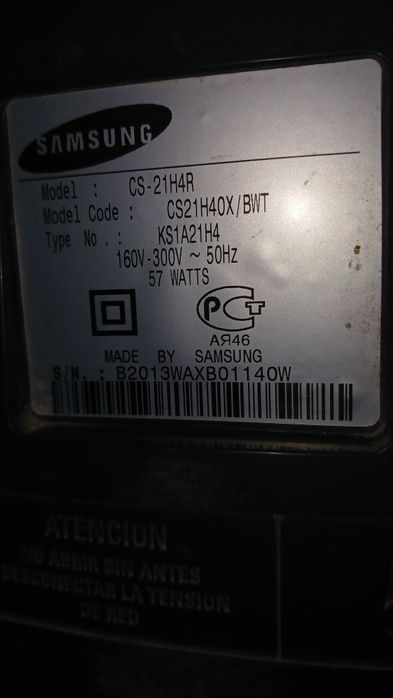 SAMSUNG
Model : CS-21H4R
Model Code : CS21H40X/BWT
Type No. : KS1A21H4
160V-300V ~ 50Hz
57 WATTS
РСТ
АЯ46
MADE BY SAMSUNG
S/N. : B2013WAXB01140W
ATENCION
NO ABRIR SIN ANTES
DESCONECTAR LA TENSION
DE RED